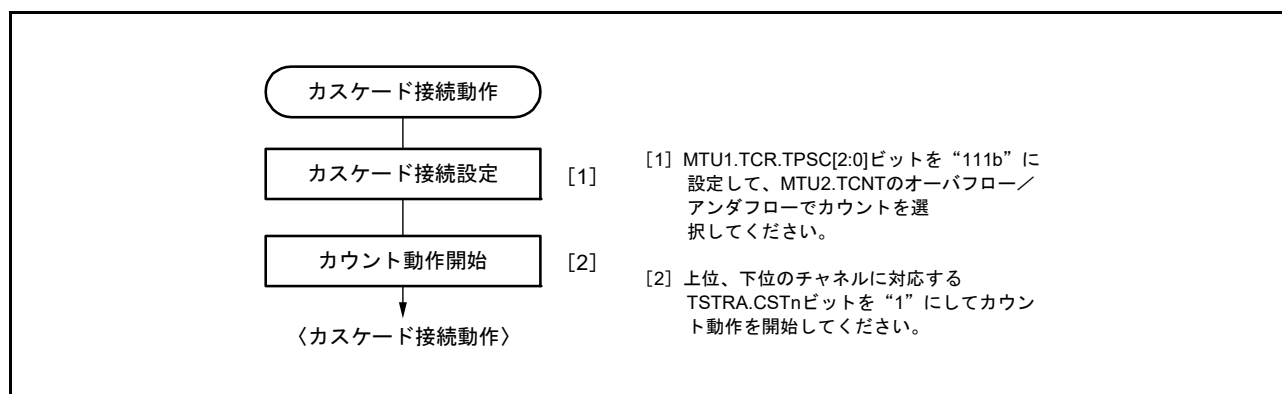 カスケード接続動作
カスケード接続設定
[1]
カウント動作開始
[2]
〈カスケード接続動作〉
[1] MTU1.TCR.TPSC[2:0]ビットを“111b”に
設定して、MTU2.TCNTのオーバフロー／
アンダフローでカウントを選
択してください。
[2] 上位、下位のチャネルに対応する
TSTRA.CSTnビットを“1”にしてカウン
ト動作を開始してください。